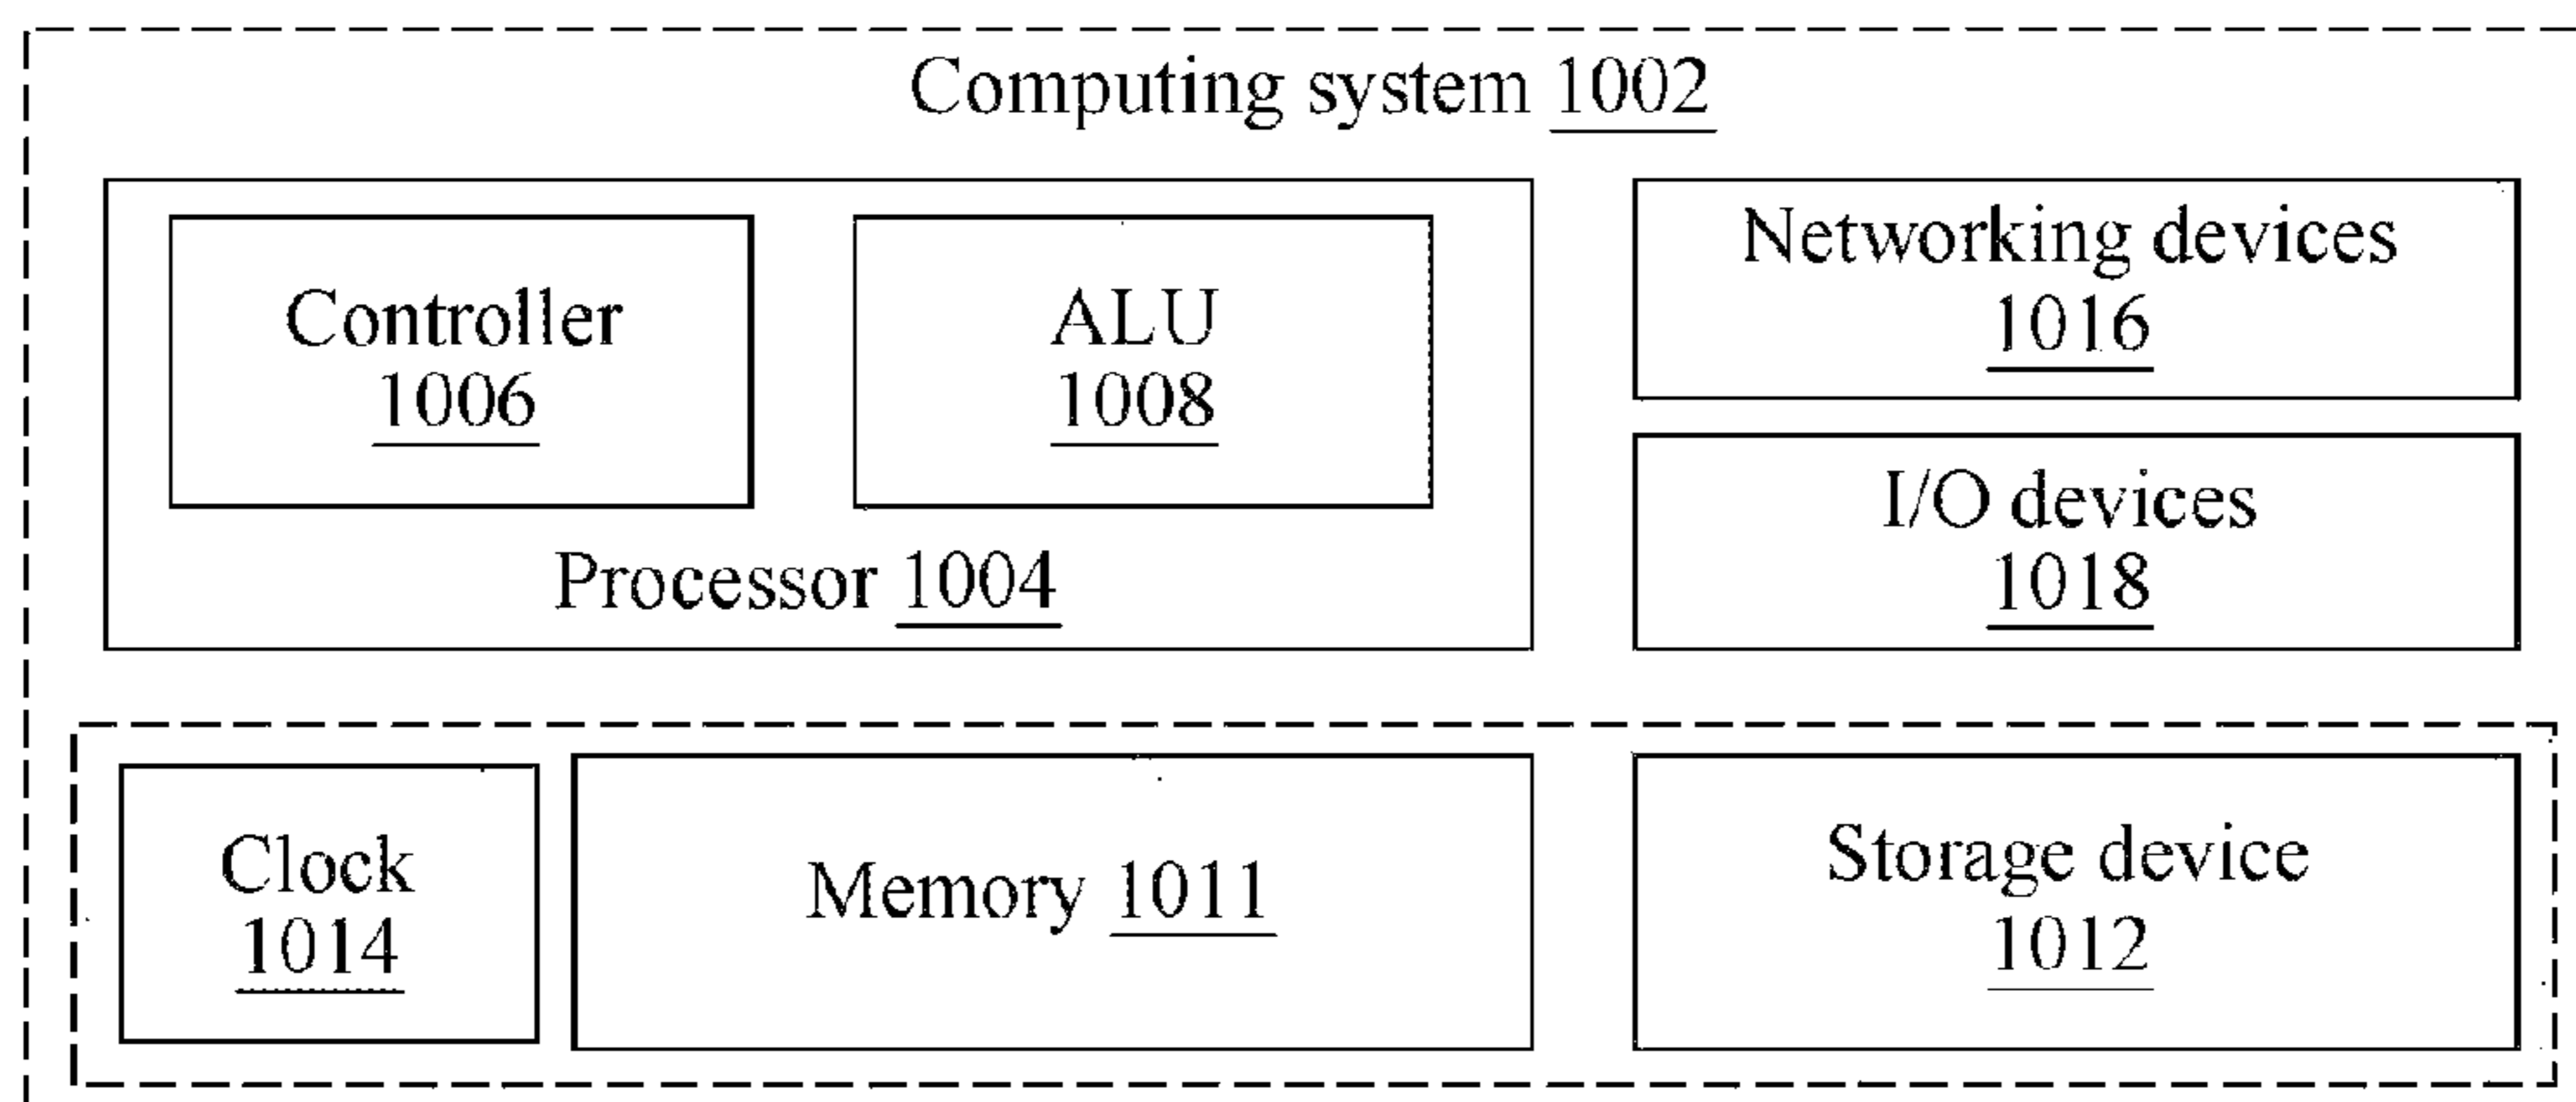 Computing system 1002
Controller
1006
ALU
1008
Processor 1004
Networking devices
1016
I/O devices
1018
Clock
1014
Memory 1011
Storage device
1012